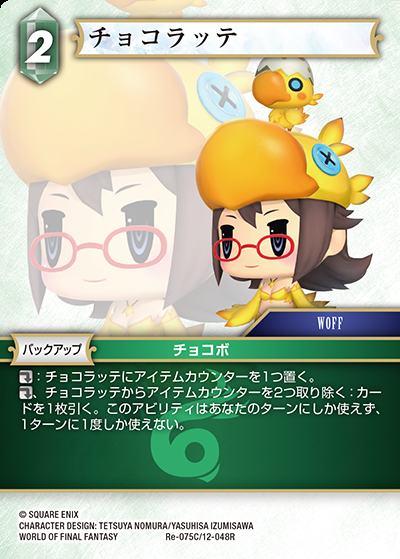 2
チョコラッテ
WOFF
バックアップ
チョコボ
：チョコラッテにアイテムカウンターを1つ置く。
、チョコラッテからアイテムカウンターを2つ取り除く：カー
ドを1枚引く。このアビリティはあなたのターンにしか使えず、
1ターンに1度しか使えない。
© SQUARE ENIX
CHARACTER DESIGN: TETSUYA NOMURA/YASUHISA IZUMISAWA
WORLD OF FINAL FANTASY
Re-075C/12-048R